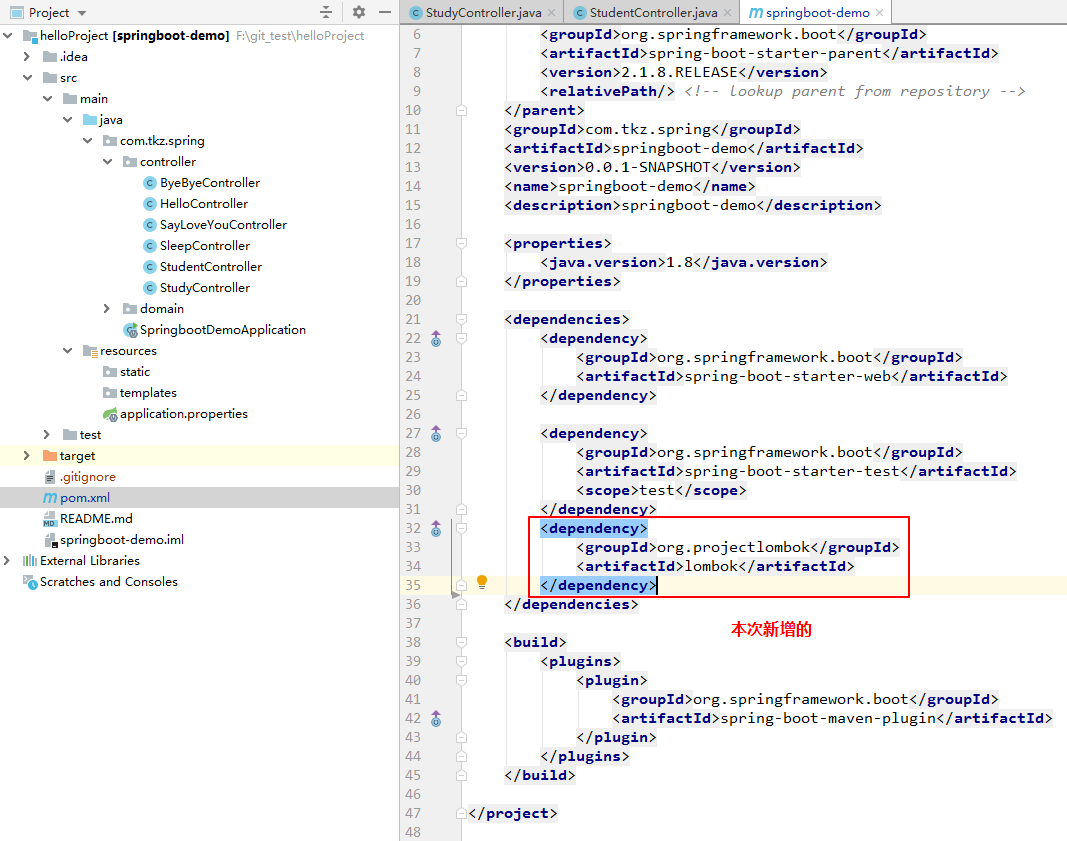 Project
helloProject [springboot-demo] F:\git_test\helloProject
.idea
src
main
java
com.tkz.spring
controller
ByeByeController
HelloController
SayLoveYouController
SleepController
StudentController
StudyController
domain
SpringbootDemoApplication
resources
static
templates
application.properties
test
target
.gitignore
pom.xml
README.md
springboot-demo.iml
External Libraries
Scratches and Consoles
StudyController.java StudentController.java springboot-demo
6 <groupId>org.springframework.boot</groupId>
7 <artifactId>spring-boot-starter-parent</artifactId>
8 <version>2.1.8.RELEASE</version>
9 <relativePath/> <!-- lookup parent from repository -->
10 </parent>
11 <groupId>com.tkz.spring</groupId>
12 <artifactId>springboot-demo</artifactId>
13 <version>0.0.1-SNAPSHOT</version>
14 <name>springboot-demo</name>
15 <description>springboot-demo</description>
16
17 <properties>
18 <java.version>1.8</java.version>
19 </properties>
20
21 <dependencies>
22 <dependency>
23 <groupId>org.springframework.boot</groupId>
24 <artifactId>spring-boot-starter-web</artifactId>
25 </dependency>
26
27 <dependency>
28 <groupId>org.springframework.boot</groupId>
29 <artifactId>spring-boot-starter-test</artifactId>
30 <scope>test</scope>
31 </dependency>
32 <dependency>
33 <groupId>org.projectlombok</groupId>
34 <artifactId>lombok</artifactId>
35 </dependency>
36 </dependencies>
37
本次新增的
38 <build>
39 <plugins>
40 <plugin>
41 <groupId>org.springframework.boot</groupId>
42 <artifactId>spring-boot-maven-plugin</artifactId>
43 </plugin>
44 </plugins>
45 </build>
46
47 </project>
48